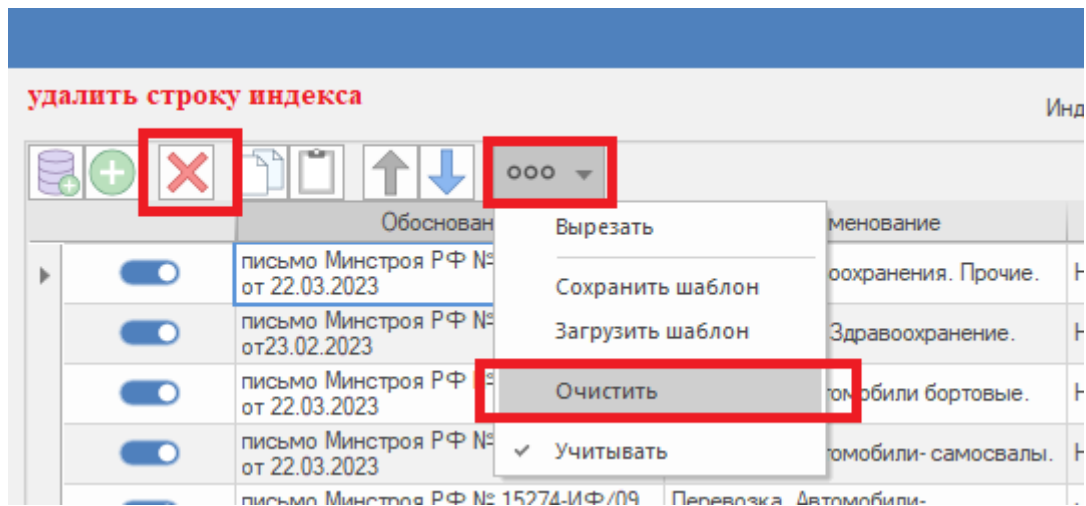 удалить строку индекса
Обоснован
менование
Вырезать
Сохранить шаблон
Загрузить шаблон
Очистить
Учитывать
письмо Минстроя РФ №
от 22.03.2023
оохранения. Прочие.
письмо Минстроя РФ №
от23.02.2023
Здравоохранение.
письмо Минстроя РФ
от 22.03.2023
томобили бортовые.
письмо Минстроя РФ №
от 22.03.2023
томобили- самосвалы.
письмо Минстроя РФ № 15274-ИФ/09
Перевозка. Автомобили-